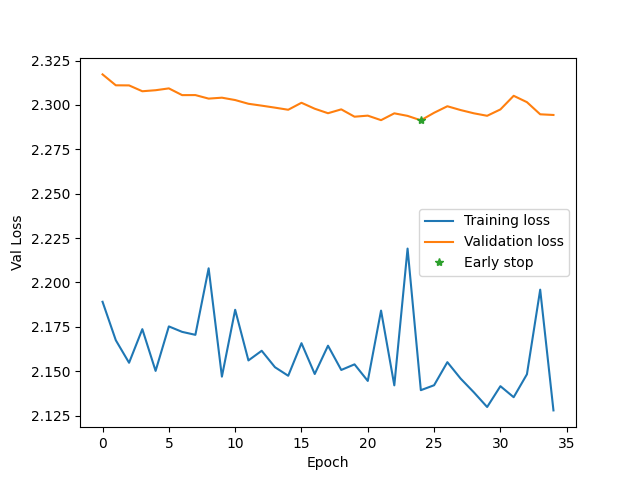 2.325
2.300
2.275
2.250
2.225
2.200
2.175
2.150
2.125
Val Loss
Training loss
Validation loss
Early stop
0 5 10 15 20 25 30 35
Epoch